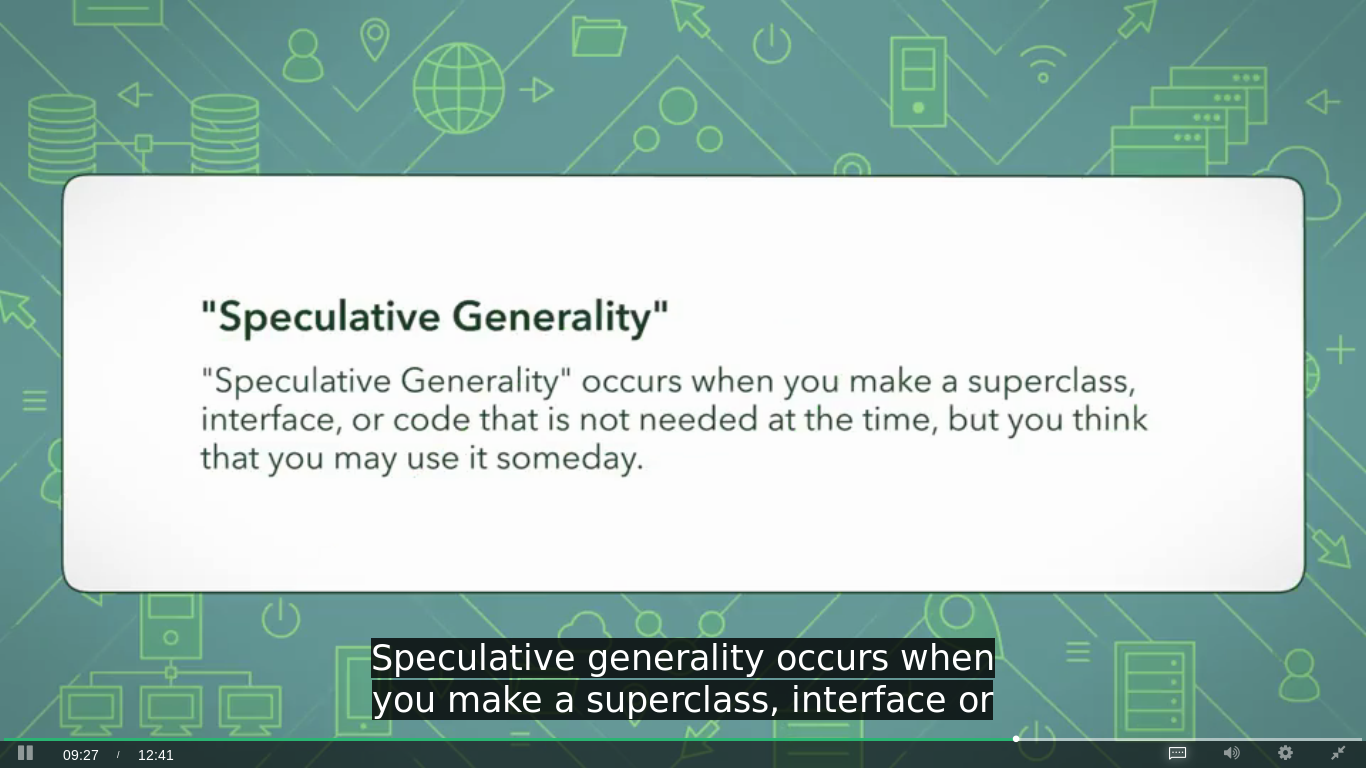 "Speculative Generality"
"Speculative Generality" occurs when you make a superclass,
interface, or code that is not needed at the time, but you think
that you may use it someday.
Speculative generality occurs when
you make a superclass, interface or
09:27 / 12:41